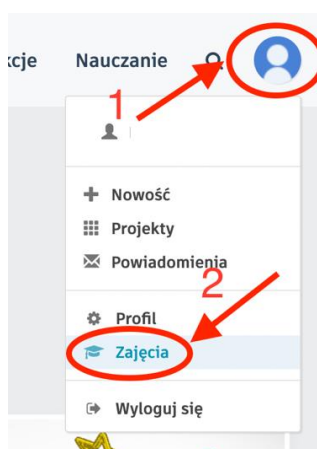 kcje Nauczanie
1
Nowość
Projekty
Powiadomienia
2
Profil
Zajęcia
Wyloguj się